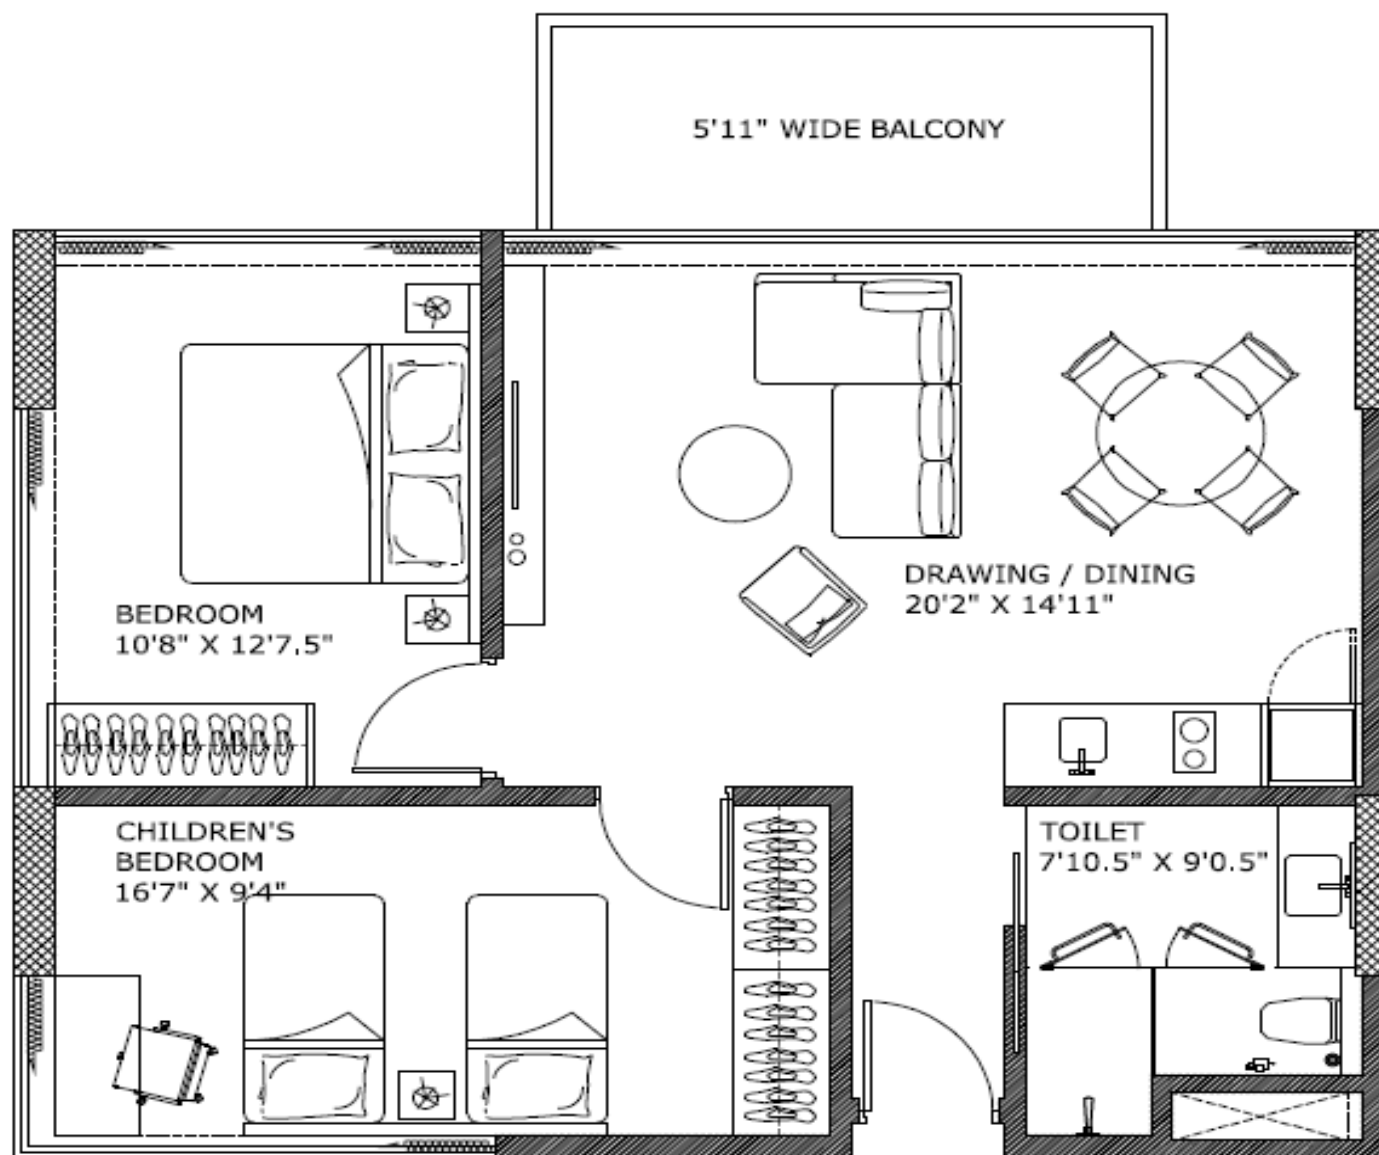 5'11" WIDE BALCONY
BEDROOM
10'8" X 12'7.5"
DRAWING / DINING
20'2" X 14'11"
CHILDREN'S
BEDROOM
16'7" X 9'4"
TOILET
7'10.5" X 9'0.5"